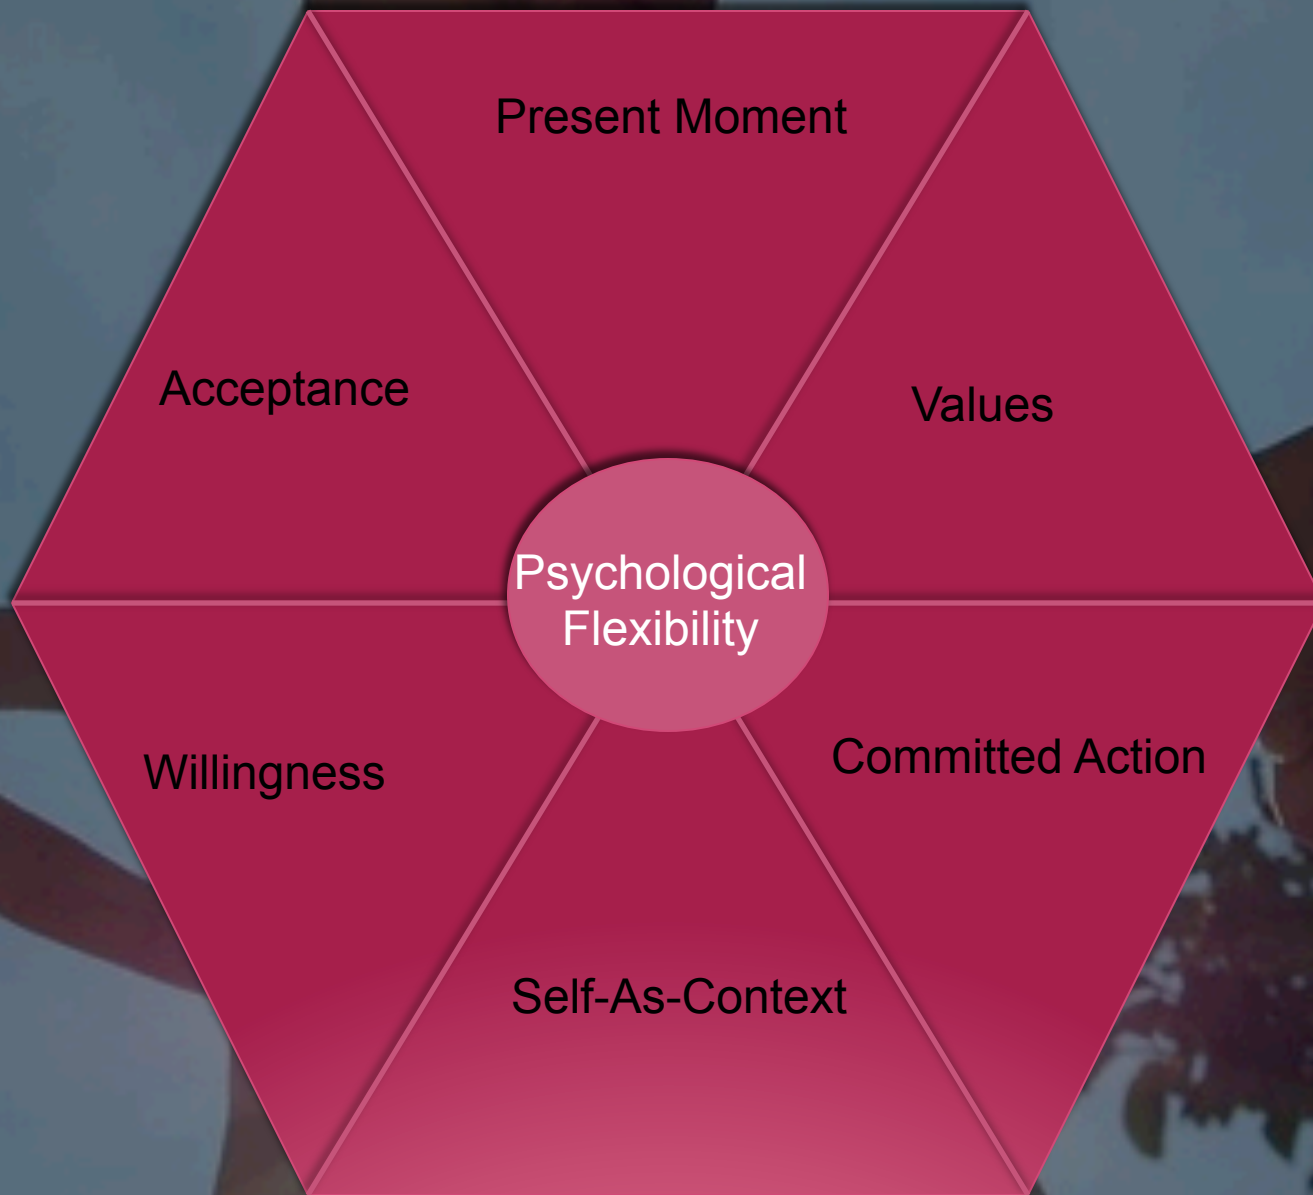 Present Moment
Acceptance
Values
Psychological
Flexibility
Willingness
Committed Action
Self-As-Context